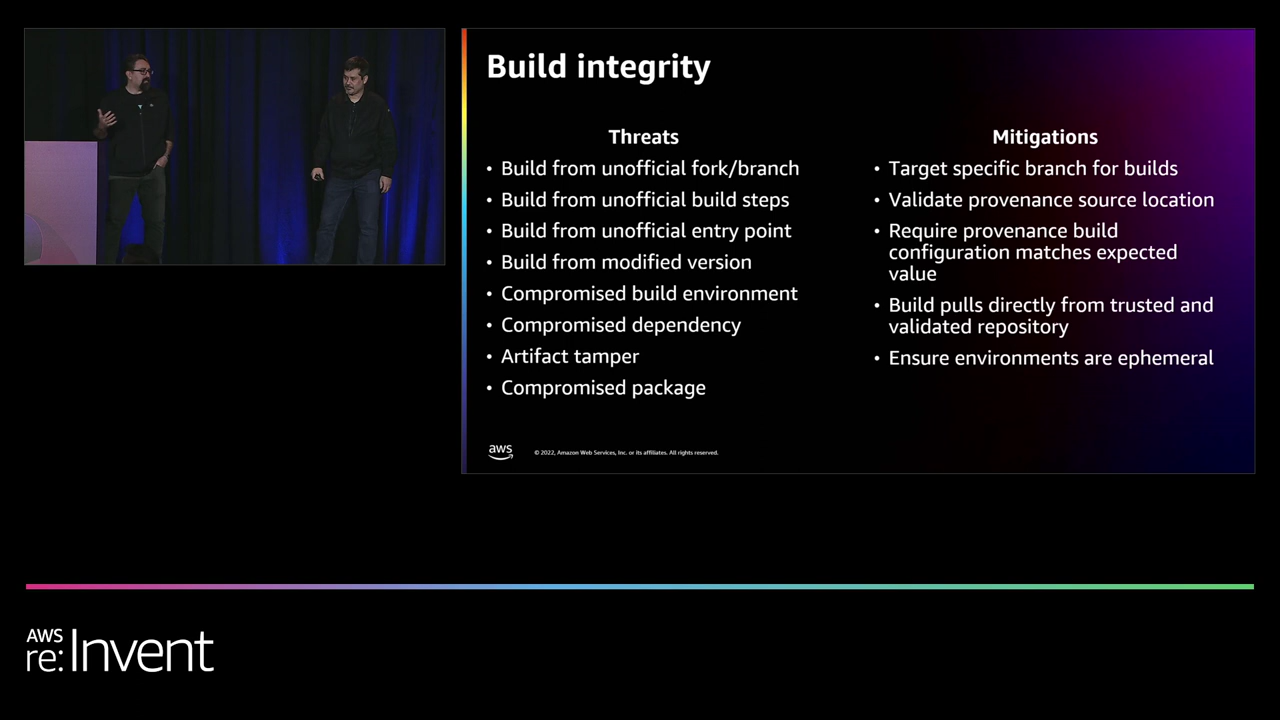 Build integrity
Threats
• Build from unofficial fork/branch
• Build from unofficial build steps
• Build from unofficial entry point
• Build from modified version
• Compromised build environment
• Compromised dependency
• Artifact tamper
• Compromised package
Mitigations
• Target specific branch for builds
• Validate provenance source location
• Require provenance build
configuration matches expected
value
• Build pulls directly from trusted and
validated repository
• Ensure environments are ephemeral
aws
© 2022, Amazon Web Services, Inc. or its affiliates. All rights reserved.
AWS
re:Invent